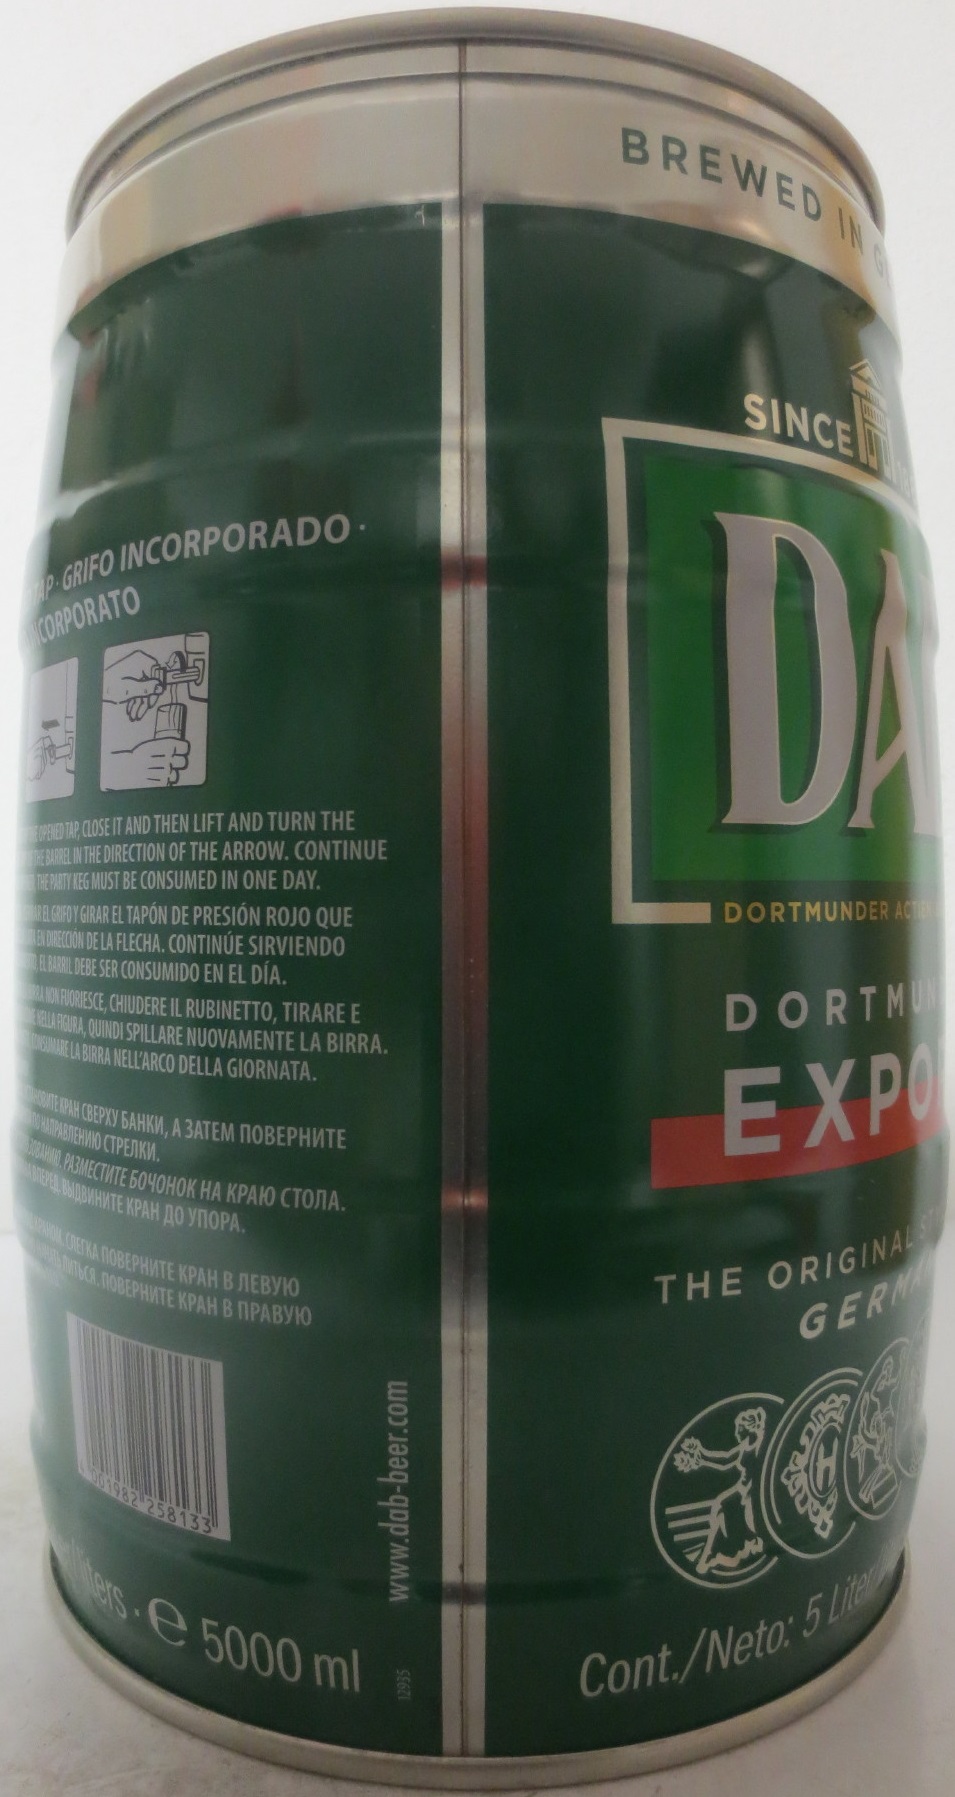 BREWED IN
SINCE
TAP · GRIFO INCORPORADO ·
INCORPORATO
DA
OPENED TAP, CLOSE IT AND THEN LIFT AND TURN THE
THE BARREL IN THE DIRECTION OF THE ARROW. CONTINUE
THE PARTY KEG MUST BE CONSUMED IN ONE DAY.
EL GRIFO Y GIRAR EL TAPÓN DE PRESIÓN ROJO QUE
EN DIRECCIÓN DE LA FLECHA. CONTINÚE SIRVIENDO
EL BARRIL DEBE SER CONSUMIDO EN EL DÍA.
NON FUORIESCE, CHIUDERE IL RUBINETTO, TIRARE E
NELLA FIGURA, QUINDI SPILLARE NUOVAMENTE LA BIRRA.
CONSUMARE LA BIRRA NELL'ARCO DELLA GIORNATA.
КРАН СВЕРХУ БАНКИ, А ЗАТЕМ ПОВЕРНИТЕ
НАПРАВЛЕНИЮ СТРЕЛКИ.
РАЗМЕСТИТЕ БОЧОНОК НА КРАЮ СТОЛА.
ВПЕРЕД. ВЫДВИНИТЕ КРАН ДО УПОРА.
СЛЕГКА ПОВЕРНИТЕ КРАН В ЛЕВУЮ
ПОВЕРНИТЕ КРАН В ПРАВУЮ
DORTMUNDER
DORTMUN
EXPO
THE ORIGINAL
GERMA
H
001982 258133
www.dab-beer.com
liters · ℮ 5000 ml
12935
Cont./Neto: 5 Liter